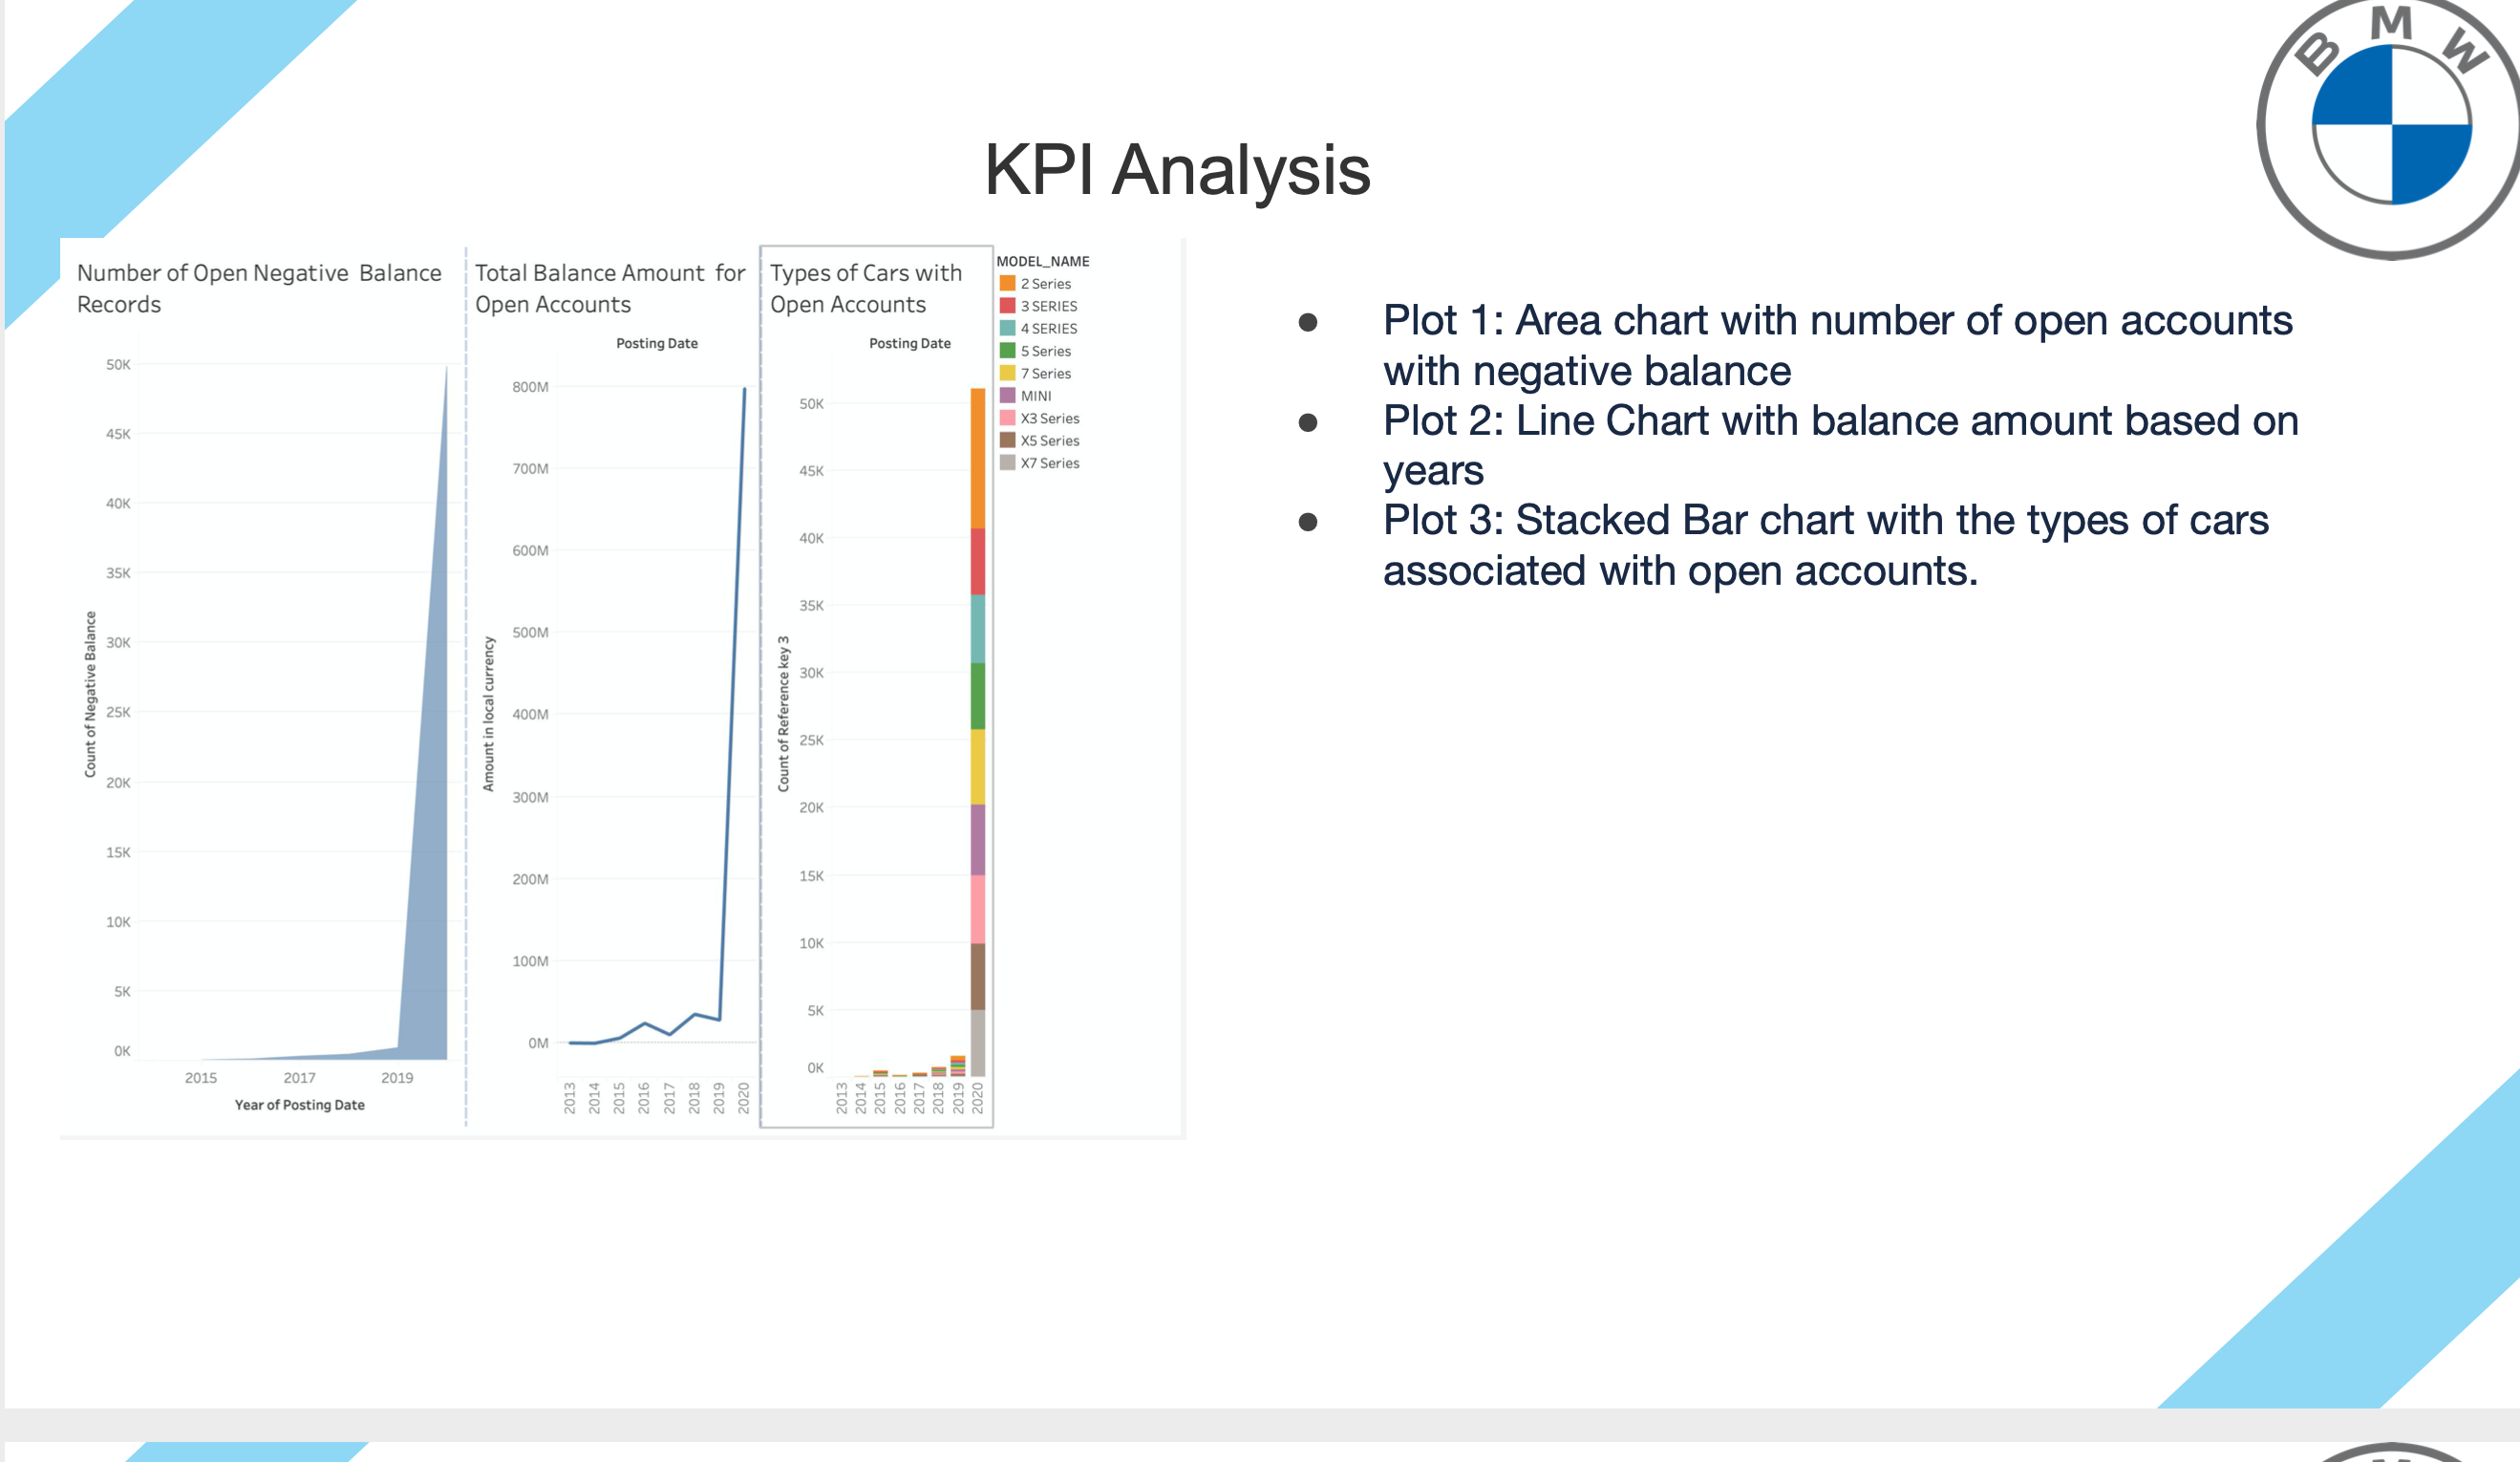 B M W
KPI Analysis
Number of Open Negative Balance
Records
50K
45K
40K
35K
30K
25K
20K
15K
10K
5K
0K
Count of Negative Balance
2015 2017 2019
Year of Posting Date
Total Balance Amount for
Open Accounts
Posting Date
800M
700M
600M
500M
400M
300M
200M
100M
0M
Amount in local currency
2013 2014 2015 2016 2017 2018 2019 2020
Types of Cars with
Open Accounts
Posting Date
50K
45K
40K
35K
30K
25K
20K
15K
10K
5K
0K
Count of Reference key 3
2013 2014 2015 2016 2017 2018 2019 2020
MODEL_NAME
2 Series
3 SERIES
4 SERIES
5 Series
7 Series
MINI
X3 Series
X5 Series
X7 Series
● Plot 1: Area chart with number of open accounts
with negative balance
● Plot 2: Line Chart with balance amount based on
years
● Plot 3: Stacked Bar chart with the types of cars
associated with open accounts.